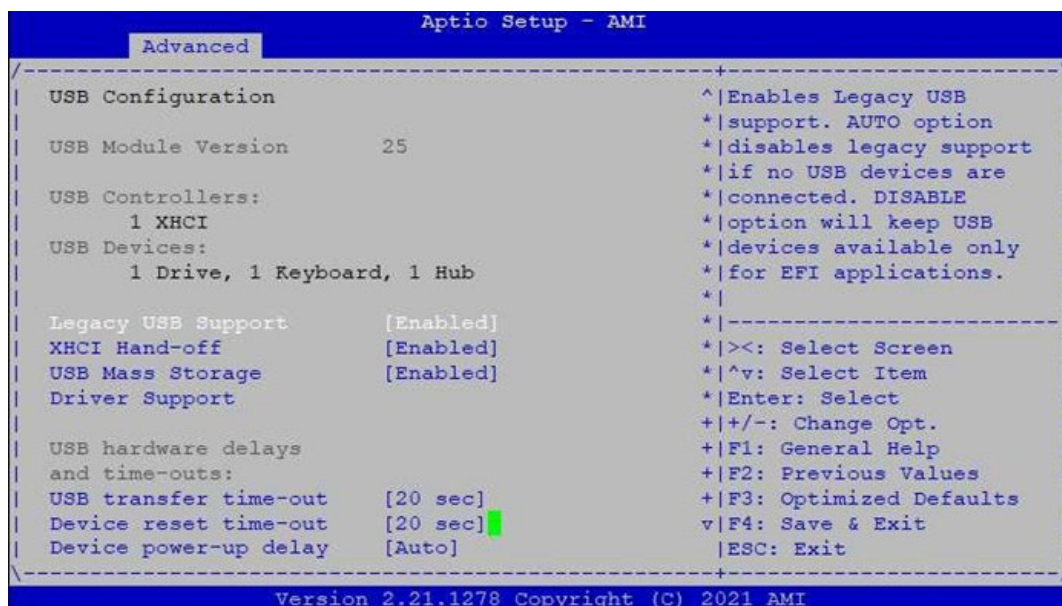 Aptio Setup - AMI
Advanced
/----------------------------------------------------+------------------------
| USB Configuration ^|Enables Legacy USB
| *|support. AUTO option
| USB Module Version 25 *|disables legacy support
| *|if no USB devices are
| USB Controllers: *|connected. DISABLE
| 1 XHCI *|option will keep USB
| USB Devices: *|devices available only
| 1 Drive, 1 Keyboard, 1 Hub *|for EFI applications.
| *|
| Legacy USB Support [Enabled] *|------------------------
| XHCI Hand-off [Enabled] *|><: Select Screen
| USB Mass Storage [Enabled] *|^v: Select Item
| Driver Support *|Enter: Select
| +|+/-: Change Opt.
| USB hardware delays +|F1: General Help
| and time-outs: +|F2: Previous Values
| USB transfer time-out [20 sec] +|F3: Optimized Defaults
| Device reset time-out [20 sec] v|F4: Save & Exit
| Device power-up delay [Auto] |ESC: Exit
\----------------------------------------------------+------------------------
Version 2.21.1278 Copyright (C) 2021 AMI